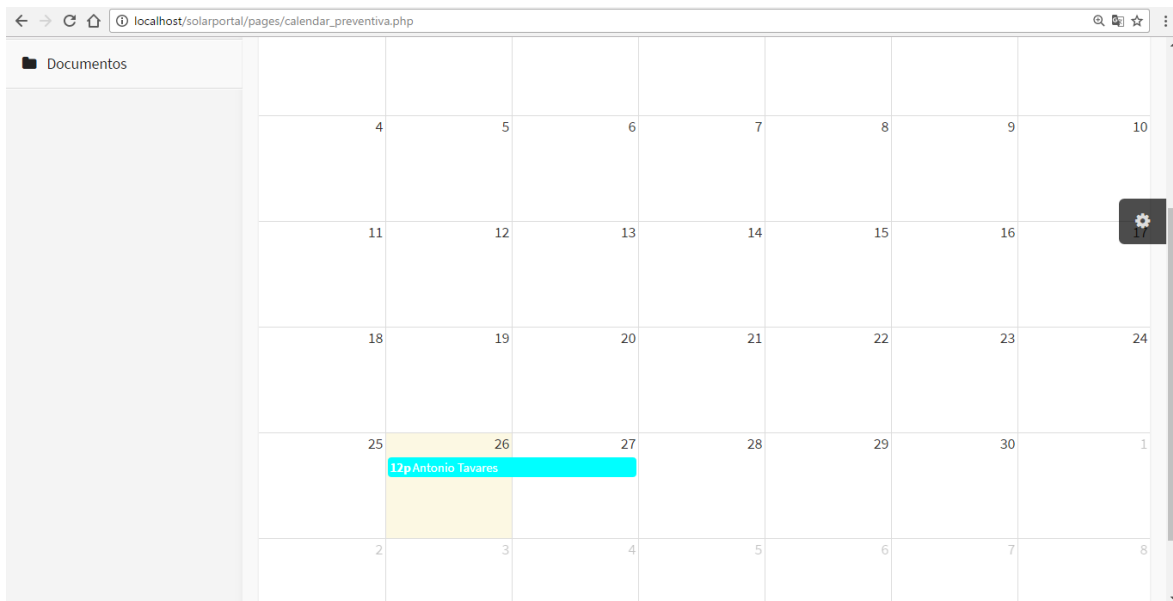 localhost/solarportal/pages/calendar_preventiva.php
Documentos
4 5 6 7 8 9 10
11 12 13 14 15 16 17
18 19 20 21 22 23 24
25 26 27 28 29 30 1
12p Antonio Tavares
2 3 4 5 6 7 8